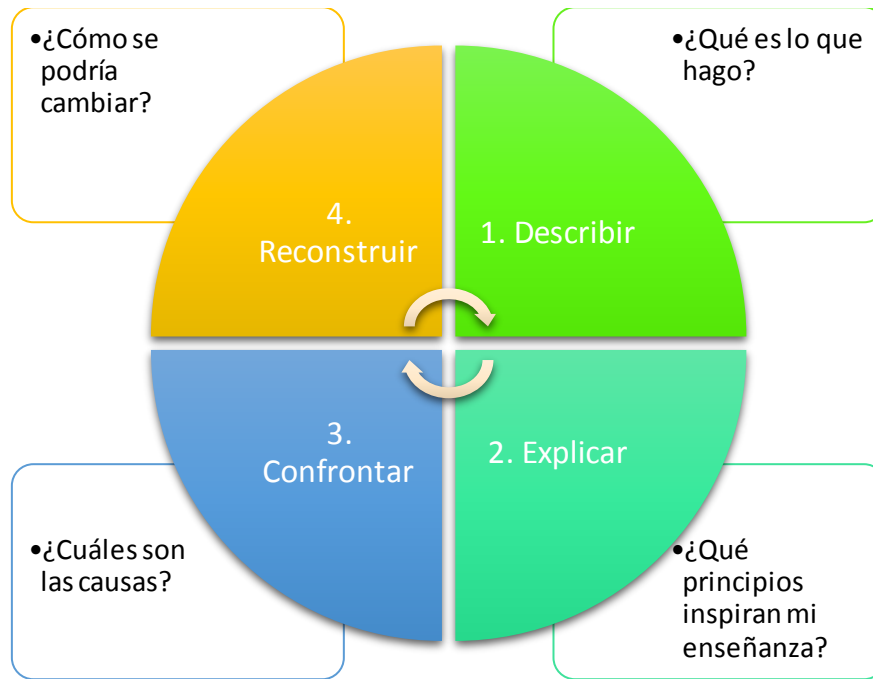 •¿Cómo se
podría
cambiar?
•¿Qué es lo que
hago?
4.
Reconstruir
1. Describir
3.
Confrontar
2. Explicar
•¿Cuáles son
las causas?
•¿Qué
principios
inspiran mi
enseñanza?